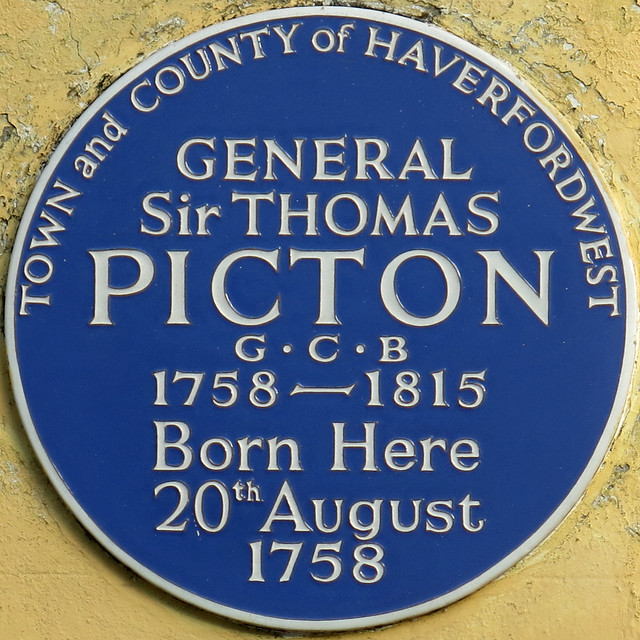 TOWN and COUNTY of HAVERFORDWEST
GENERAL
Sir THOMAS
PICTON
G·C·B
1758—1815
Born Here
20th August
1758